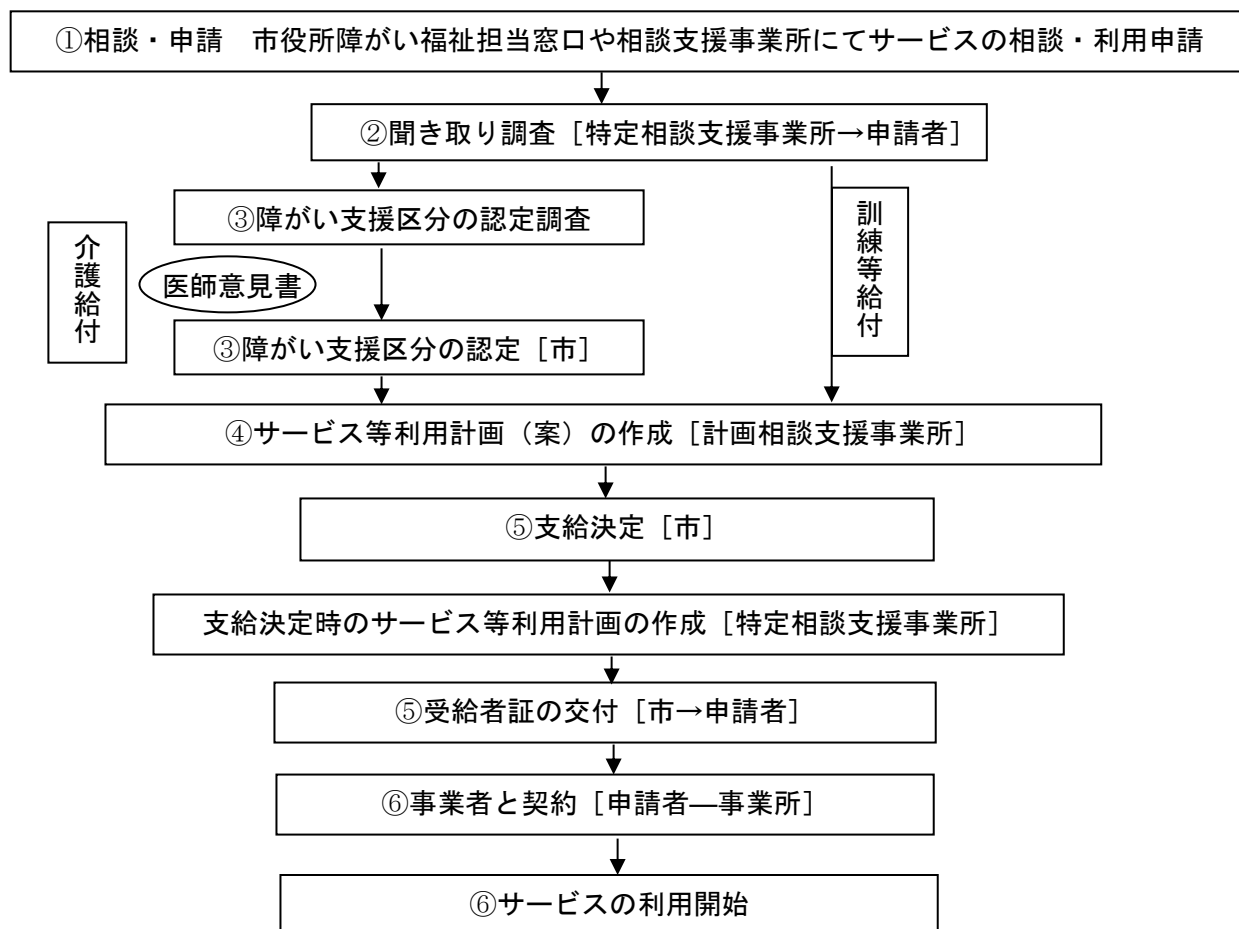 ①相談・申請　市役所障がい福祉担当窓口や相談支援事業所にてサービスの相談・利用申請
②聞き取り調査［特定相談支援事業所→申請者］
③障がい支援区分の認定調査
介護給付
医師意見書
訓練等給付
③障がい支援区分の認定［市］
④サービス等利用計画（案）の作成［計画相談支援事業所］
⑤支給決定［市］
支給決定時のサービス等利用計画の作成［特定相談支援事業所］
⑤受給者証の交付［市→申請者］
⑥事業者と契約［申請者―事業所］
⑥サービスの利用開始